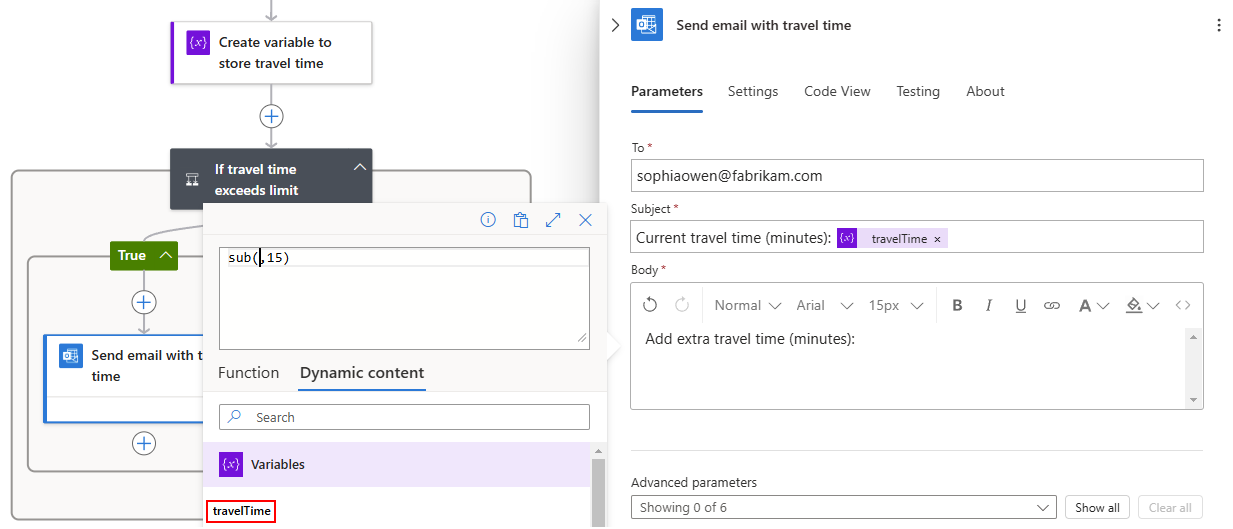 Create variable to
store travel time
If travel time
exceeds limit
True
Send email with t
time
sub(,15)
Function
Dynamic content
Search
Variables
travelTime
Send email with travel time
Parameters
Settings
Code View
Testing
About
To *
sophiaowen@fabrikam.com
Subject *
Current travel time (minutes): {x} travelTime ×
Body *
Normal
Arial
15px
B
I
U
A
Add extra travel time (minutes):
Advanced parameters
Showing 0 of 6
Show all
Clear all